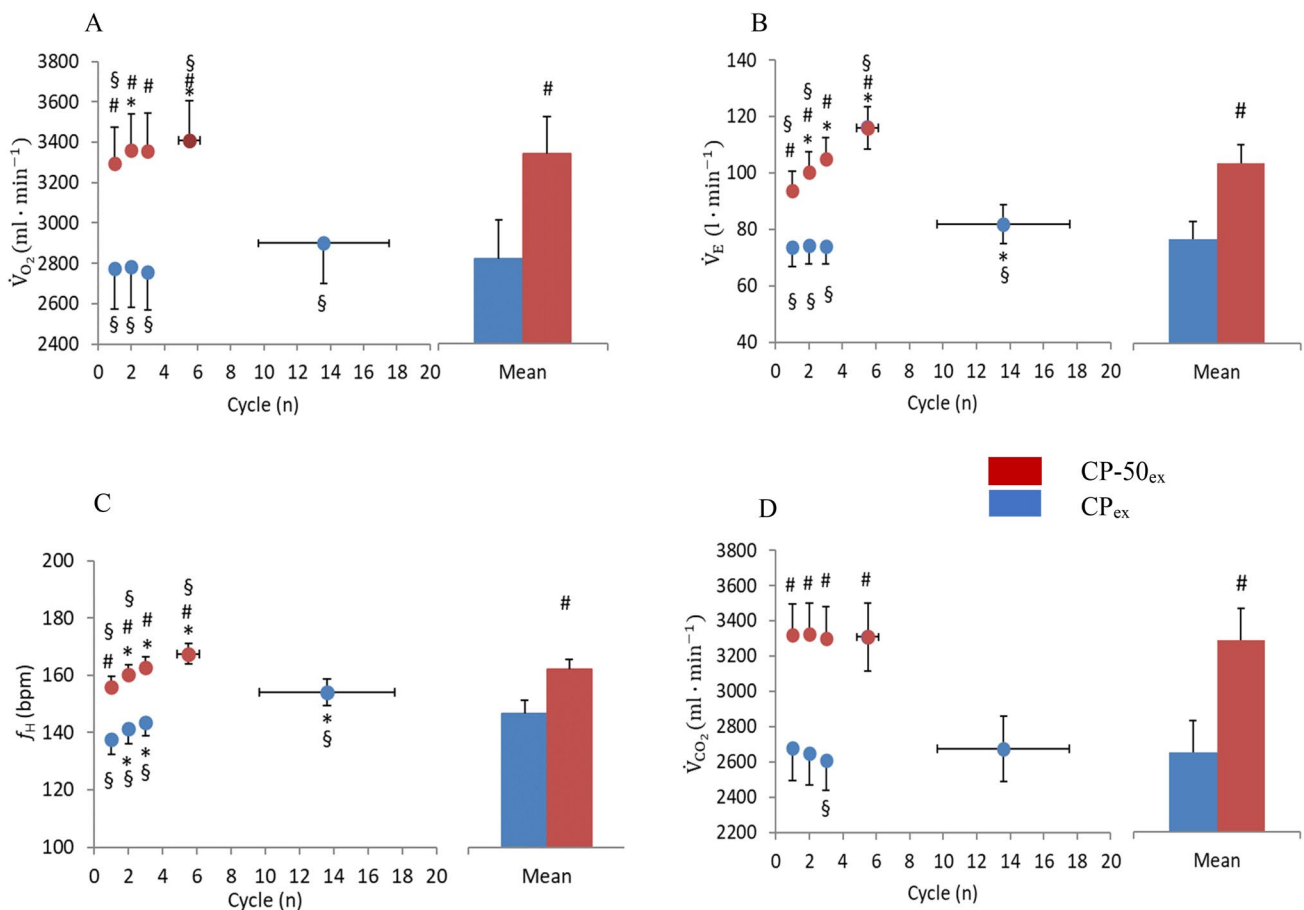 A
V̇O₂ (ml · min⁻¹)
3800
3600
3400
3200
3000
2800
2600
2400
§ # § #
# * # * 
§ § § §
#
0 2 4 6 8 10 12 14 16 18 20
Mean
Cycle (n)
B
V̇E (l · min⁻¹)
140
120
100
80
60
40
§
§ # #
§ # * *
# *
*
§ § § §
#
0 2 4 6 8 10 12 14 16 18 20
Mean
Cycle (n)
CP-50ex
CPex
C
fH (bpm)
200
180
160
140
120
100
§ §
§ # # #
# * * *
* * *
§ § § §
#
0 2 4 6 8 10 12 14 16 18 20
Mean
Cycle (n)
D
V̇CO₂ (ml · min⁻¹)
3800
3600
3400
3200
3000
2800
2600
2400
2200
# # # #
§
#
0 2 4 6 8 10 12 14 16 18 20
Mean
Cycle (n)